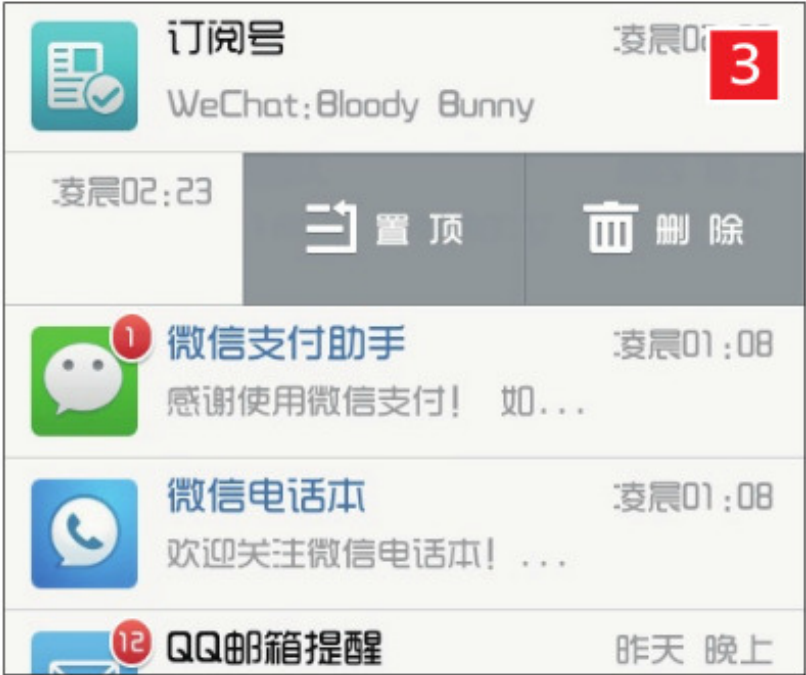 订阅号
凌晨02
3
WeChat:Bloody Bunny
凌晨02:23
置顶
删除
1
微信支付助手
凌晨01:08
感谢使用微信支付! 如...
微信电话本
凌晨01:08
欢迎关注微信电话本! ...
12
QQ邮箱提醒
昨天 晚上